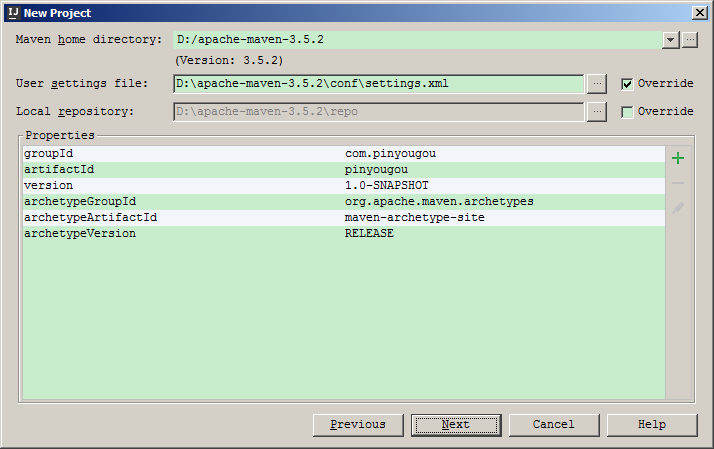 IJ New Project
Maven home directory: D:/apache-maven-3.5.2 ...
(Version: 3.5.2)
User settings file: D:\apache-maven-3.5.2\conf\settings.xml ... Override
Local repository: D:\apache-maven-3.5.2\repo ... Override
Properties
groupId com.pinyougou
artifactId pinyougou
version 1.0-SNAPSHOT
archetypeGroupId org.apache.maven.archetypes
archetypeArtifactId maven-archetype-site
archetypeVersion RELEASE
Previous Next Cancel Help